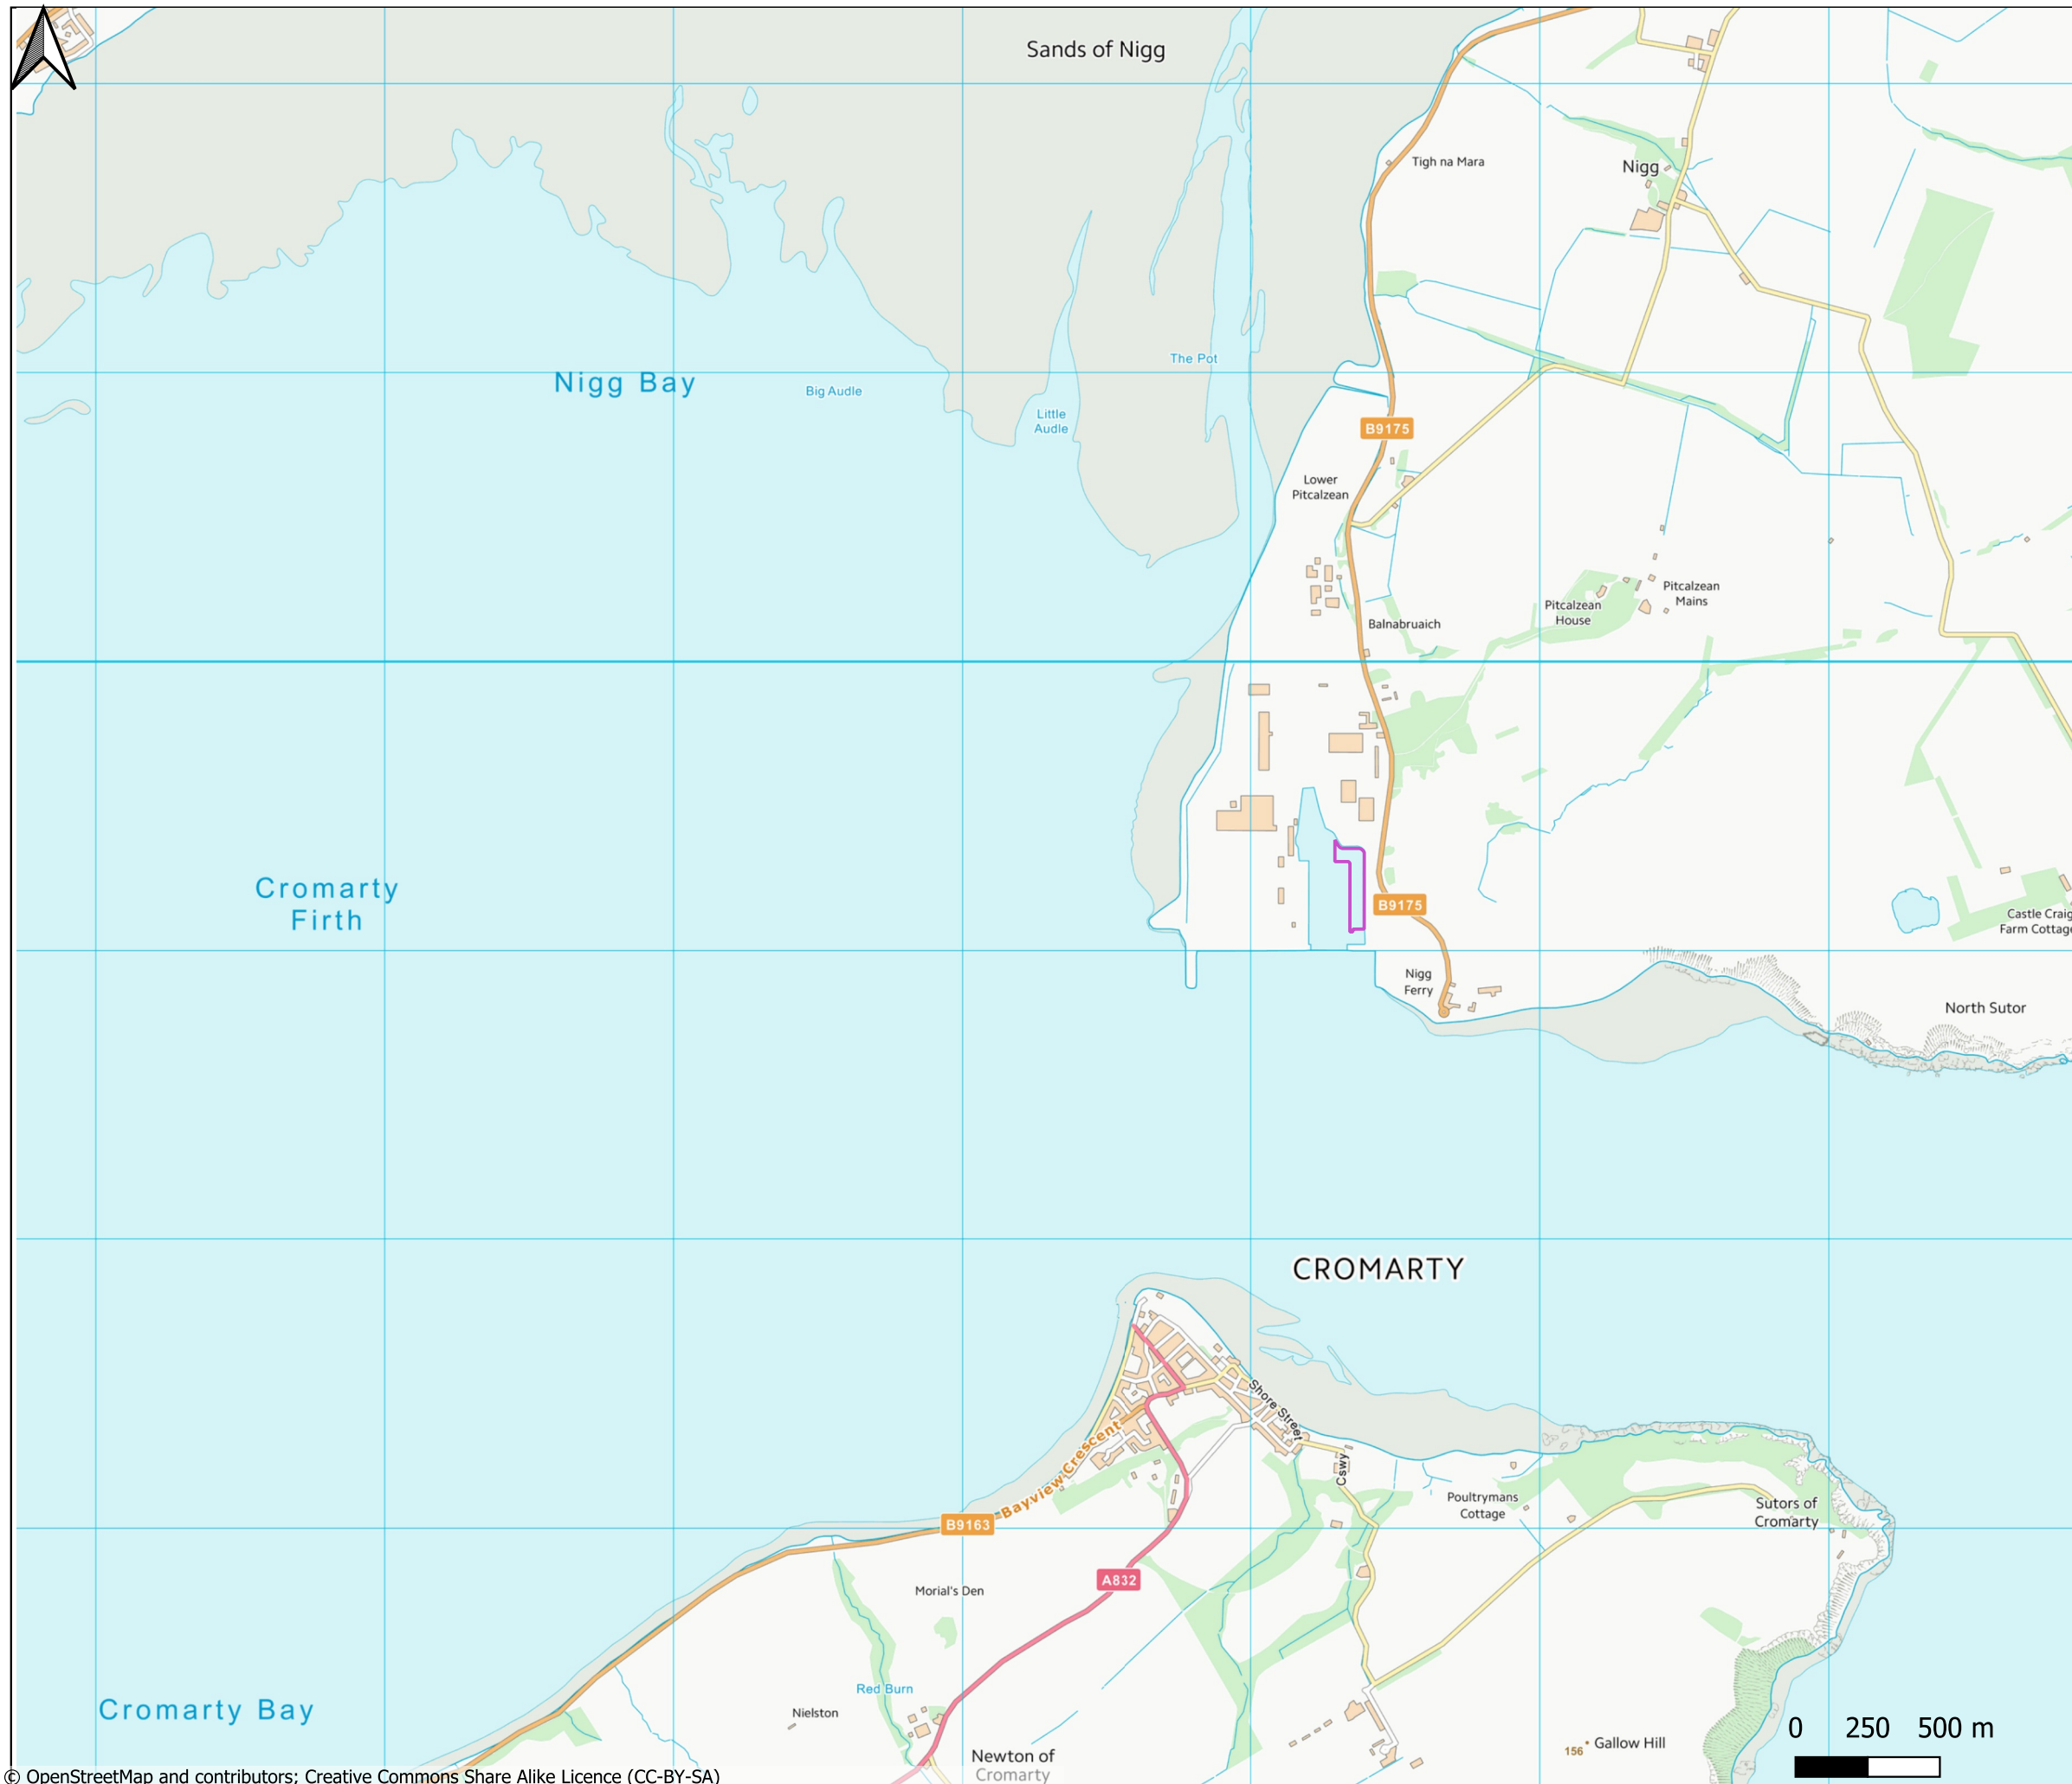 Sands of Nigg
Tigh na Mara
Nigg
The Pot
Nigg Bay
Big Audle
Little
Audle
B9175
Lower
Pitcalzean
Pitcalzean
Mains
Pitcalzean
House
Balnabruaich
Cromarty
Firth
B9175
Castle Craig
Farm Cottage
Nigg
Ferry
North Sutor
CROMARTY
Shore Street
Bayview Crescent
Cswy
B9163
Poultrymans
Cottage
Sutors of
Cromarty
A832
Morial's Den
Red Burn
Cromarty Bay
Nielston
0 250 500 m
156
Gallow Hill
Newton of
Cromarty
© OpenStreetMap and contributors; Creative Commons Share Alike Licence (CC-BY-SA)